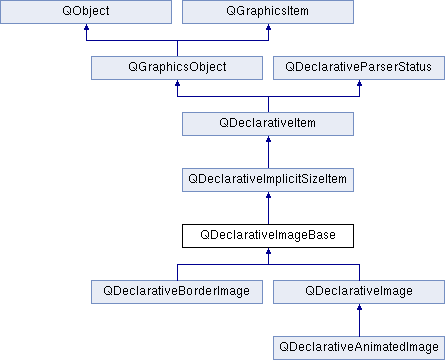 QObject
QGraphicsItem
QGraphicsObject
QDeclarativeParserStatus
QDeclarativeItem
QDeclarativeImplicitSizeItem
QDeclarativeImageBase
QDeclarativeBorderImage
QDeclarativeImage
QDeclarativeAnimatedImage